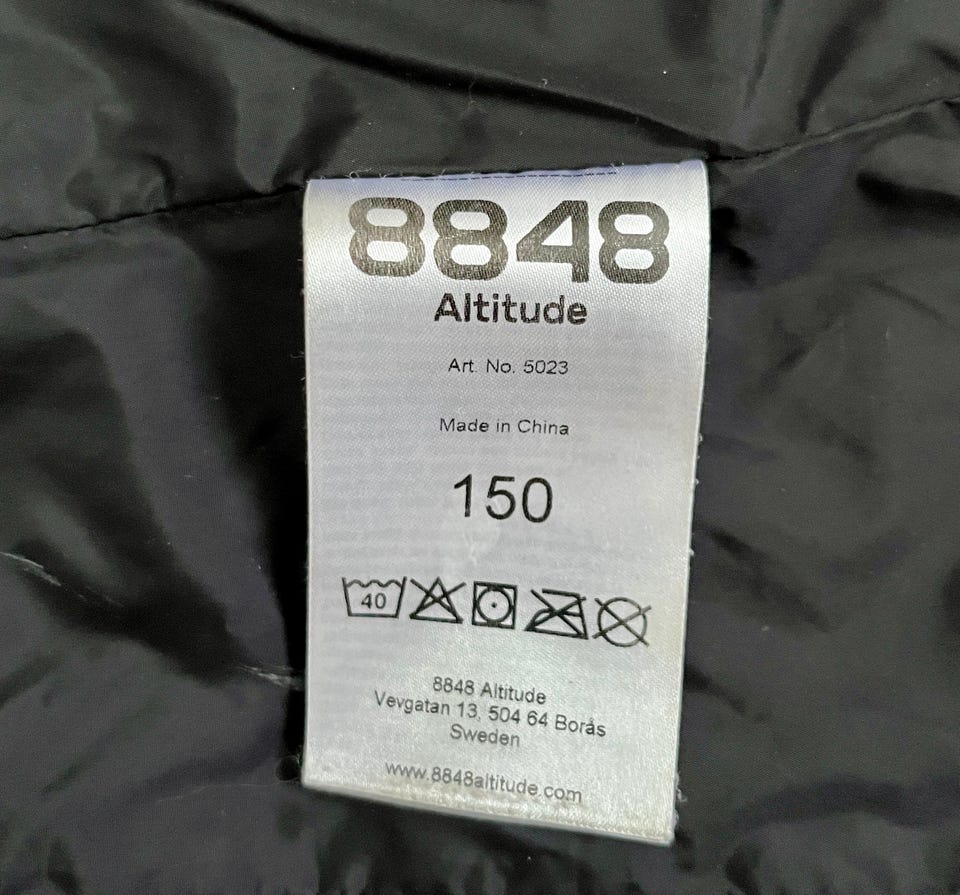 8848
Altitude
Art. No. 5023
Made in China
150
40
8848 Altitude
Vevgatan 13, 504 64 Borås
Sweden
www.8848altitude.com